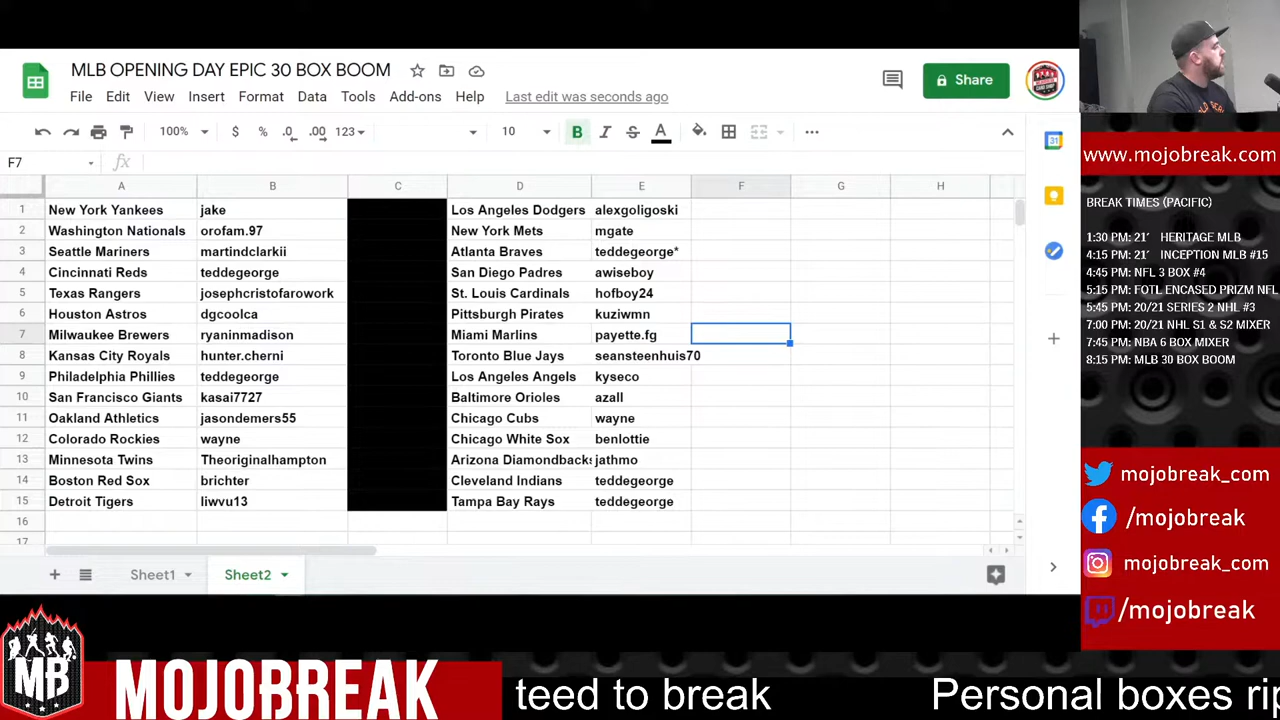 MLB OPENING DAY EPIC 30 BOX BOOM
File Edit View Insert Format Data Tools Add-ons Help Last edit was seconds ago
Share
100% $ % .0 .00 123 10 B I S A
F7 fx
A B C D E F G H
1 New York Yankees jake Los Angeles Dodgers alexgoligoski
2 Washington Nationals orofam.97 New York Mets mgate
3 Seattle Mariners martindclarkii Atlanta Braves teddegeorge*
4 Cincinnati Reds teddegeorge San Diego Padres awiseboy
5 Texas Rangers josephcristofarowork St. Louis Cardinals hofboy24
6 Houston Astros dgcoolca Pittsburgh Pirates kuziwmn
7 Milwaukee Brewers ryaninmadison Miami Marlins payette.fg
8 Kansas City Royals hunter.cherni Toronto Blue Jays seansteenhuis70
9 Philadelphia Phillies teddegeorge Los Angeles Angels kyseco
10 San Francisco Giants kasai7727 Baltimore Orioles azall
11 Oakland Athletics jasondemers55 Chicago Cubs wayne
12 Colorado Rockies wayne Chicago White Sox benlottie
13 Minnesota Twins Theoriginalhampton Arizona Diamondbacks jathmo
14 Boston Red Sox brichter Cleveland Indians teddegeorge
15 Detroit Tigers liwvu13 Tampa Bay Rays teddegeorge
16
17
Sheet1 Sheet2
31
www.mojobreak.com
BREAK TIMES (PACIFIC)
1:30 PM: 21' HERITAGE MLB
4:15 PM: 21' INCEPTION MLB #15
4:45 PM: NFL 3 BOX #4
5:15 PM: FOTL ENCASED PRIZM NFL
5:45 PM: 20/21 SERIES 2 NHL #3
7:00 PM: 20/21 NHL S1 & S2 MIXER
7:45 PM: NBA 6 BOX MIXER
8:15 PM: MLB 30 BOX BOOM
mojobreak_com
/mojobreak
mojobreak_com
/mojobreak
MB
MOJOBREAK
teed to break Personal boxes rip